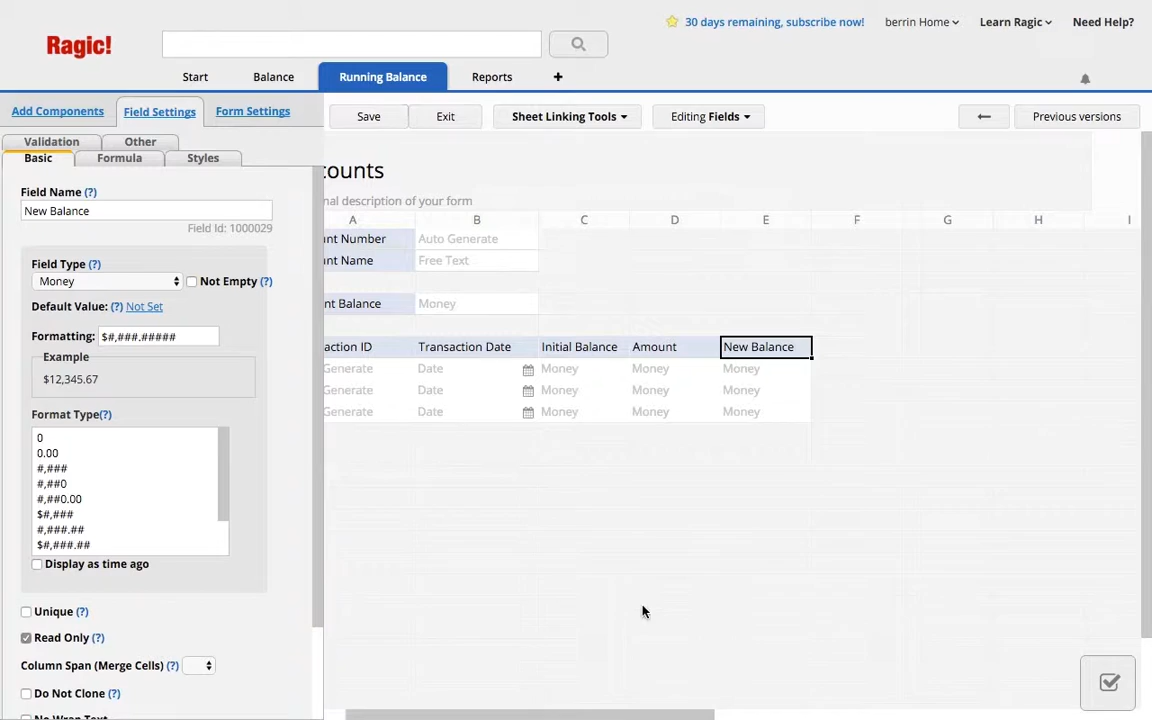 Ragic!
30 days remaining, subscribe now!
berrin Home
Learn Ragic
Need Help?
Start
Balance
Running Balance
Reports
+
Add Components
Field Settings
Form Settings
Save
Exit
Sheet Linking Tools
Editing Fields
Previous versions
Validation
Other
Basic
Formula
Styles
Field Name (?)
New Balance
Field Id: 1000029
Field Type (?)
Money
Not Empty (?)
Default Value: (?) Not Set
Formatting: $#,###.#####
Example
$12,345.67
Format Type(?)
0
0.00
#,###
#,##0
#,##0.00
$#,###
#,###.##
$#,###.##
Display as time ago
Unique (?)
Read Only (?)
Column Span (Merge Cells) (?)
Do Not Clone (?)
No Wrap Text
counts
nal description of your form
A B C D E F G H I
nt Number Auto Generate
nt Name Free Text
nt Balance Money
action ID Transaction Date Initial Balance Amount New Balance
Generate Date Money Money Money
Generate Date Money Money Money
Generate Date Money Money Money